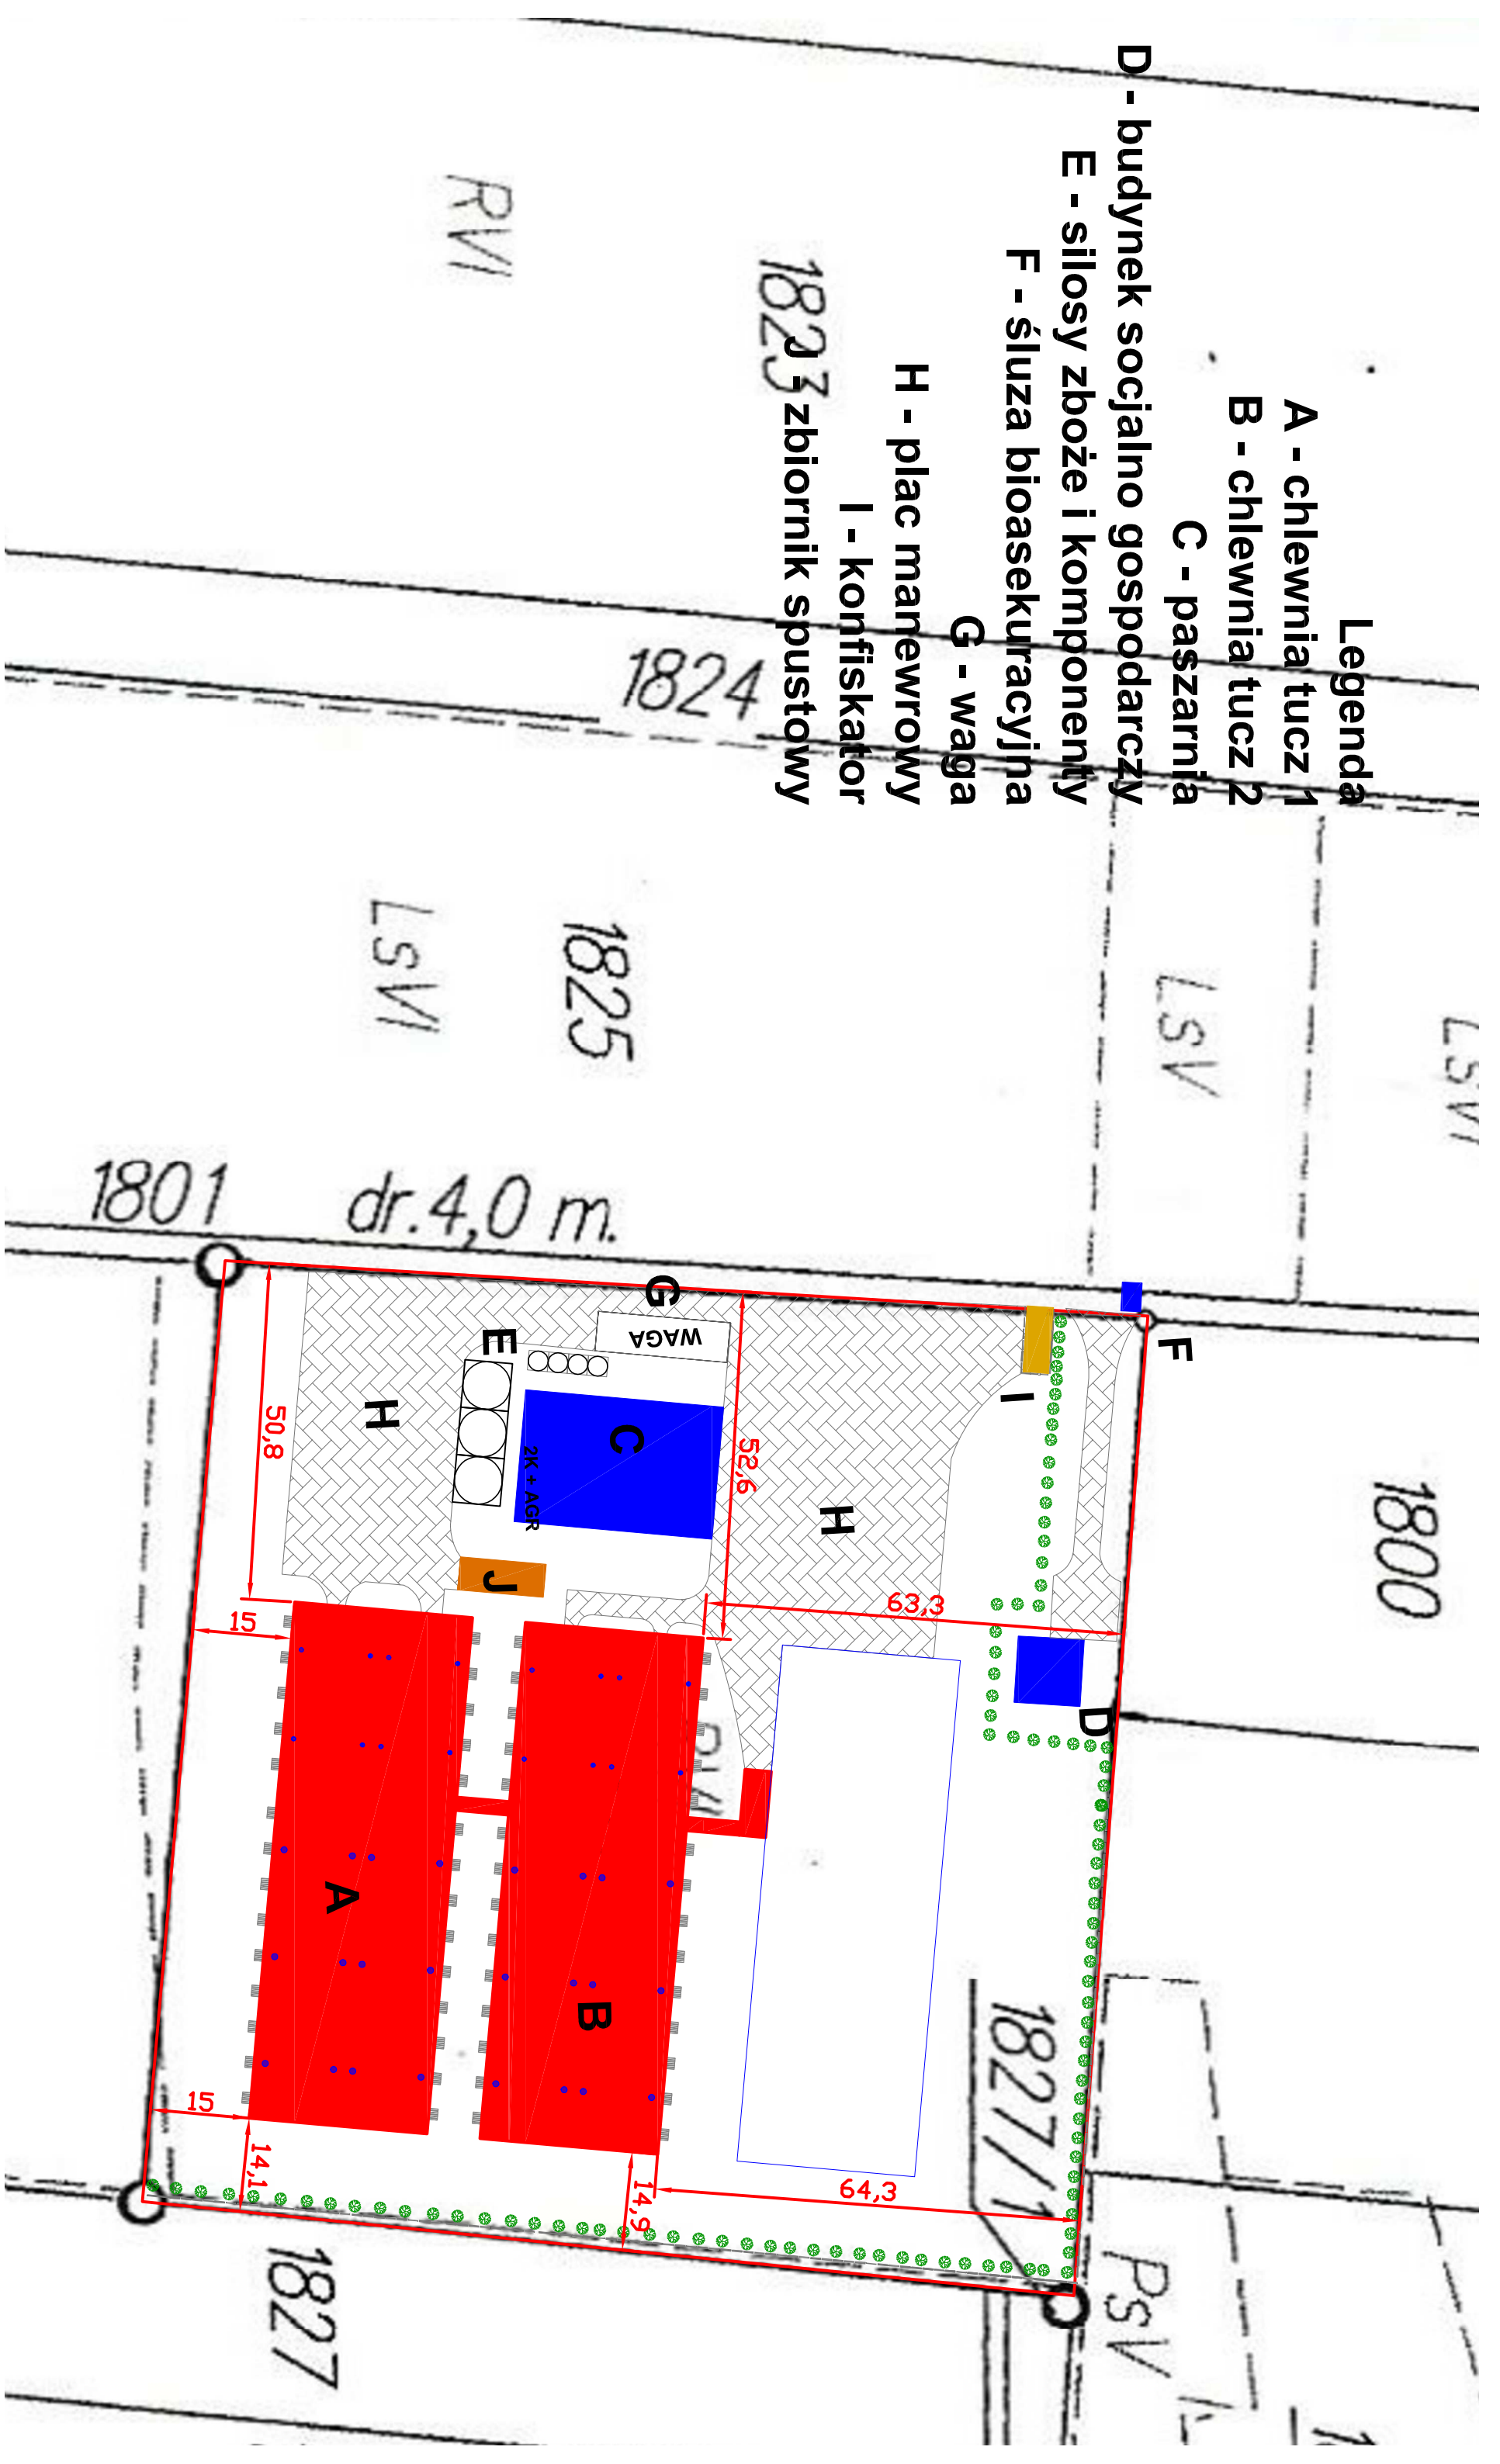 Legenda
A - chlewnia tucz 1
B - chlewnia tucz 2
C - paszarnia
D - budynek socjalno gospodarczy
E - silosy zboże i komponenty
F - śluza bioasekuracyjna
G - waga
H - plac manewrowy
I - konfiskator
J - zbiornik spustowy
RVI
1823
1824
LsVI
1825
LsV
LsVI
1801
dr.4,0 m.
G
WAGA
E
F
I
H
C
2K + AGR
H
J
50,8
52,6
63,3
15
D
1800
A
B
1827/1
15
14,1
14,9
64,3
PsV
1827